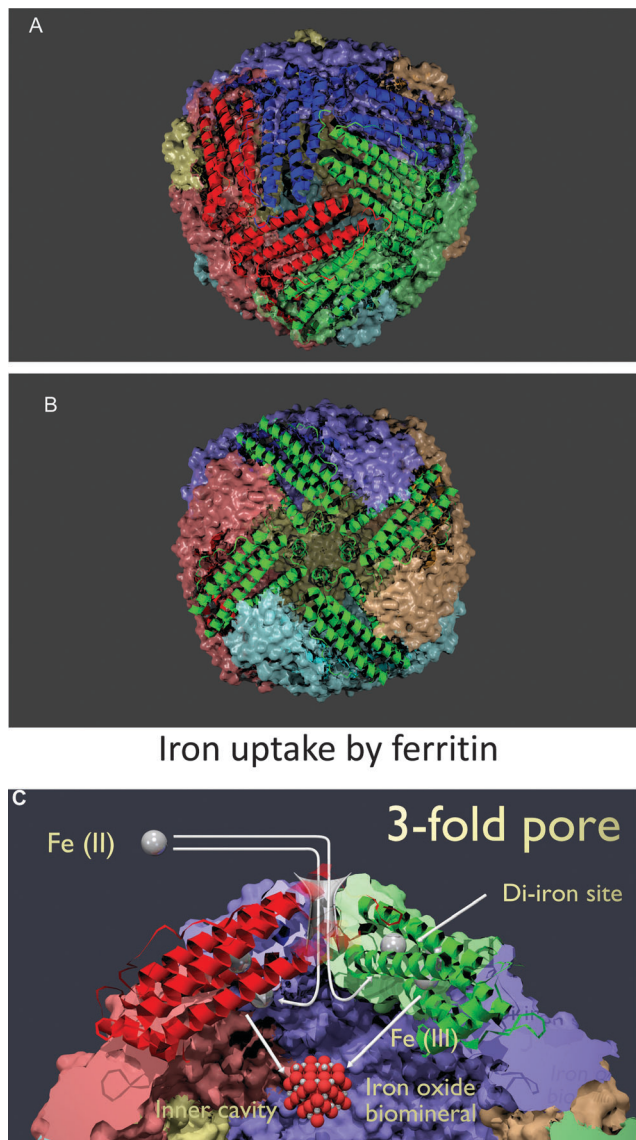 A
B
Iron uptake by ferritin
C
3-fold pore
Fe (II)
Di-iron site
Fe (III)
Inner cavity
Iron oxide
biomineral